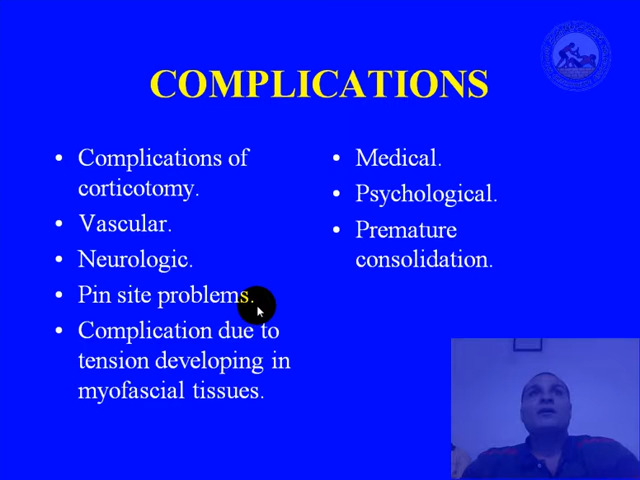 COMPLICATIONS
• Complications of
corticotomy.
• Vascular.
• Neurologic.
• Pin site problems.
• Complication due to
tension developing in
myofascial tissues.
• Medical.
• Psychological.
• Premature
consolidation.